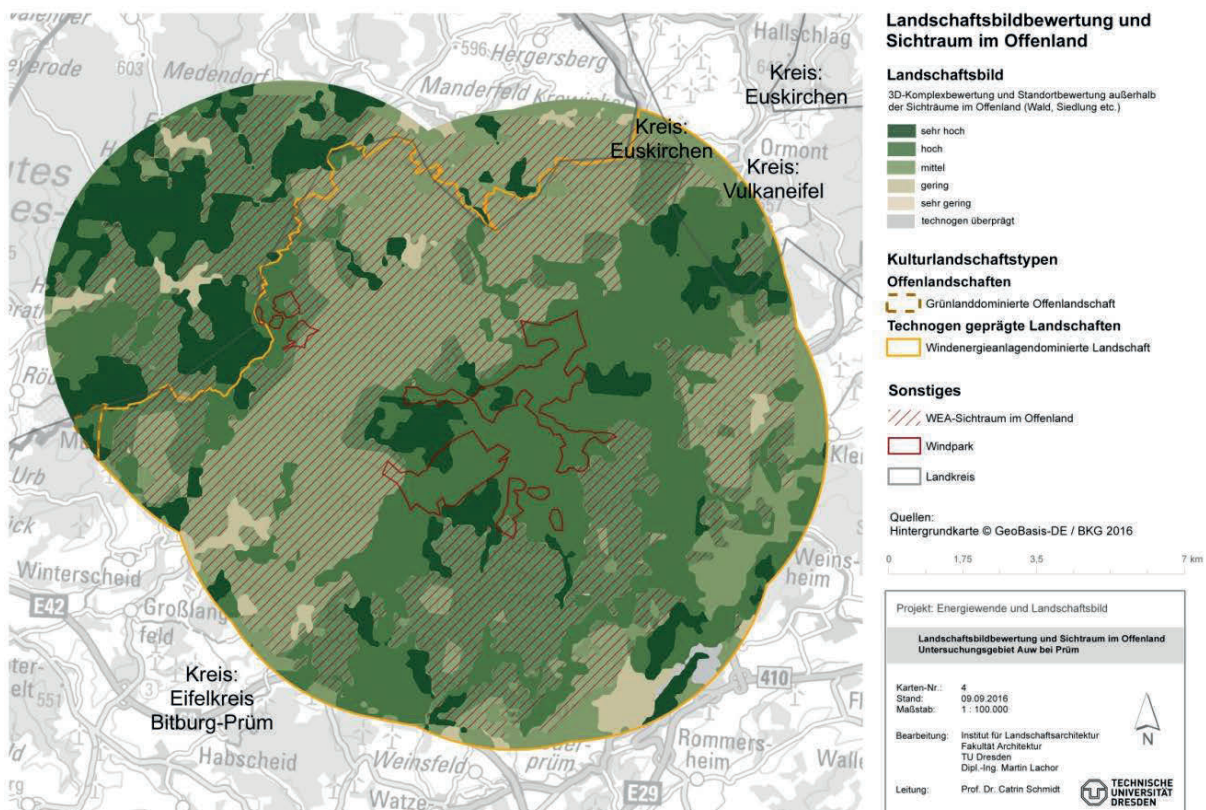 Landschaftsbildbewertung und
Sichtraum im Offenland
Landschaftsbild
3D-Komplexbewertung und Standortbewertung außerhalb
der Sichträume im Offenland (Wald, Siedlung etc.)
sehr hoch
hoch
mittel
gering
sehr gering
technogen überprägt
Kulturlandschaftstypen
Offenlandschaften
Grünlanddominierte Offenlandschaft
Technogen geprägte Landschaften
Windenergieanlagendominierte Landschaft
Sonstiges
WEA-Sichtraum im Offenland
Windpark
Landkreis
Quellen:
Hintergrundkarte © GeoBasis-DE / BKG 2016
0 1,75 3,5 7 km
Projekt: Energiewende und Landschaftsbild
Landschaftsbildbewertung und Sichtraum im Offenland
Untersuchungsgebiet Auw bei Prüm
Karten-Nr.: 4
Stand: 09.09.2016
Maßstab: 1 : 100.000
Bearbeitung: Institut für Landschaftsarchitektur
Fakultät Architektur
TU Dresden
Dipl.-Ing. Martin Lachor
Leitung: Prof. Dr. Catrin Schmidt
N
TECHNISCHE
UNIVERSITÄT
DRESDEN
Hallschlag
596 Hergersberg
603 Medendorf
Manderfeld
Kreis:
Euskirchen
Kreis:
Euskirchen
Ormont
Kreis:
Vulkaneifel
Urb
Winterscheid
E42
Großlang
feld
551
Kreis:
Eifelkreis
Bitburg-Prüm
Habscheid
Weinsfeld
Watze
E29
Rommers-
heim
410
Weins-
heim